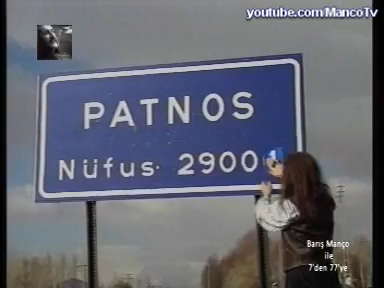 youtube.com/MancoTv
PATNOS
Nüfus 2900
Barış Manço
ile
7'den 77'ye